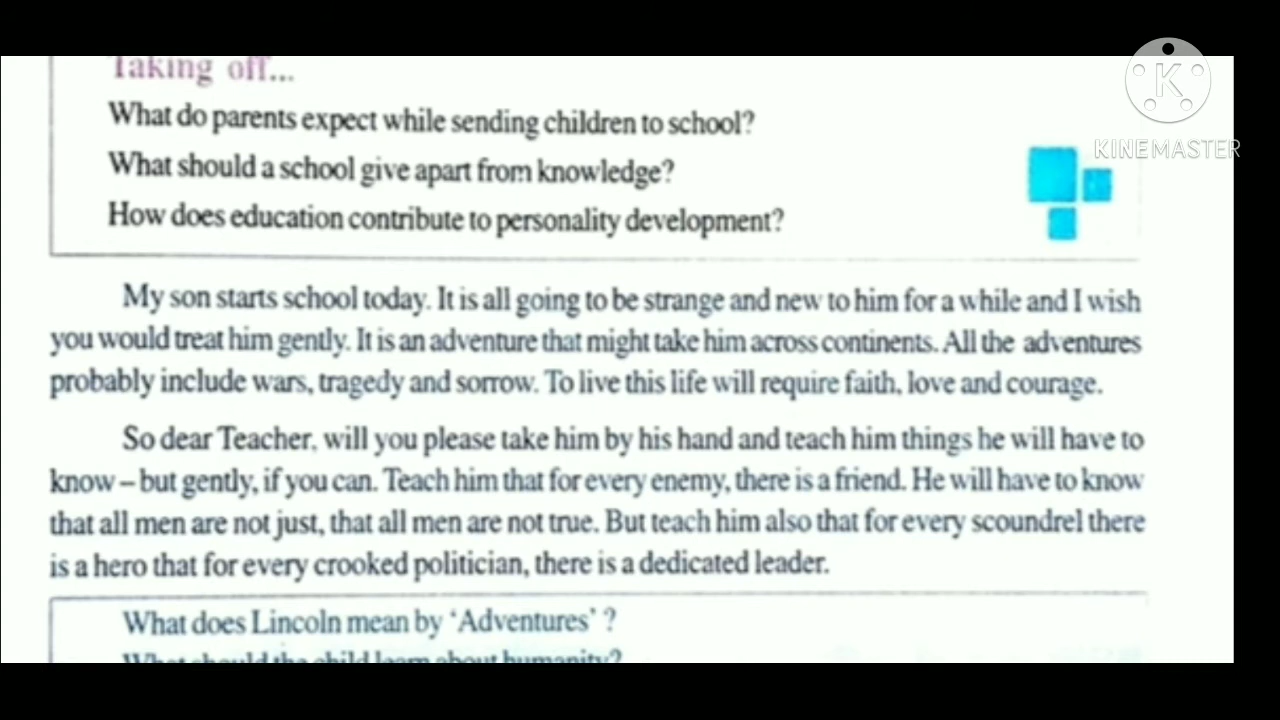 Taking off...
K
KINEMASTER
What do parents expect while sending children to school?
What should a school give apart from knowledge?
How does education contribute to personality development?
My son starts school today. It is all going to be strange and new to him for a while and I wish
you would treat him gently. It is an adventure that might take him across continents. All the adventures
probably include wars, tragedy and sorrow. To live this life will require faith, love and courage.
So dear Teacher, will you please take him by his hand and teach him things he will have to
know – but gently, if you can. Teach him that for every enemy, there is a friend. He will have to know
that all men are not just, that all men are not true. But teach him also that for every scoundrel there
is a hero that for every crooked politician, there is a dedicated leader.
What does Lincoln mean by ‘Adventures’ ?
What should the child learn about humanity?